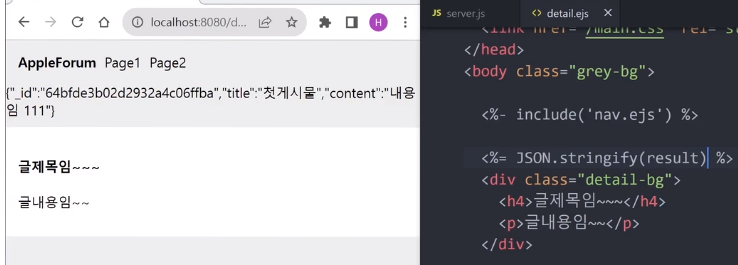 localhost:8080/d...
H
AppleForum Page1 Page2
{"_id":"64bfde3b02d2932a4c06ffba","title":"첫게시물","content":"내용
임 111"}
글제목임~~~
글내용임~~
JS server.js
<> detail.ejs ×
<link href="/main.css" rel="st
</head>
<body class="grey-bg">
<%- include('nav.ejs') %>
<%= JSON.stringify(result) %>
<div class="detail-bg">
<h4>글제목임~~~</h4>
<p>글내용임~~</p>
</div>